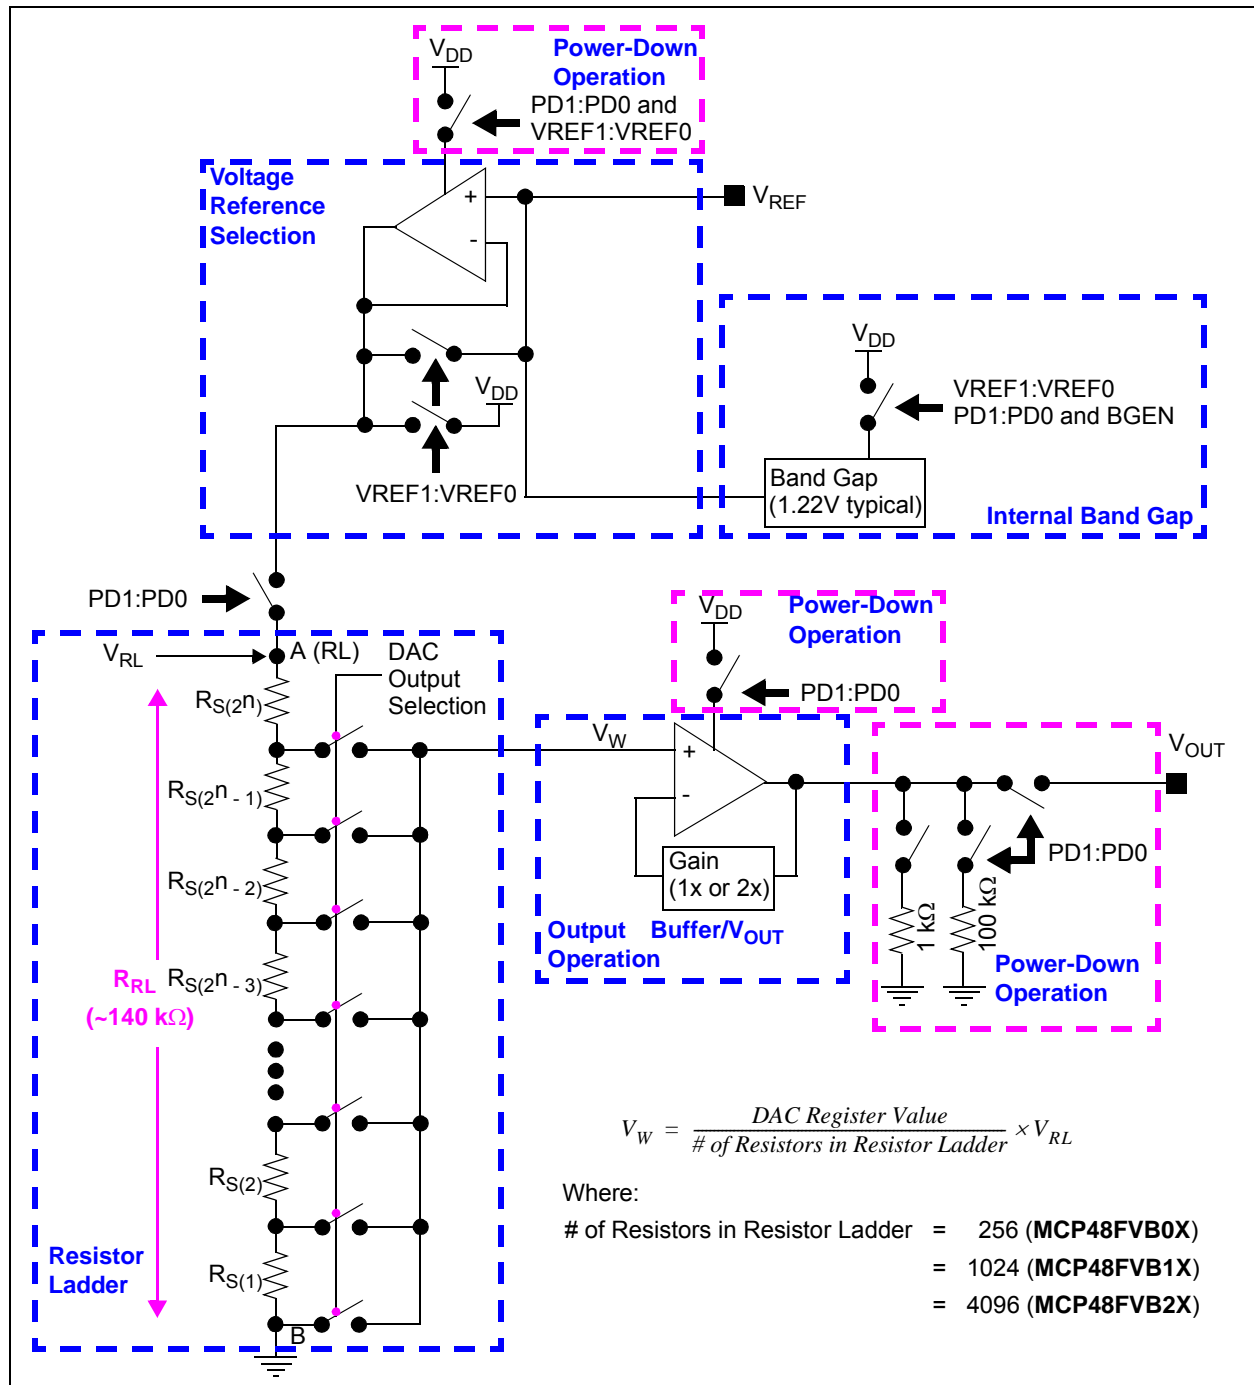 VDD
Power-Down
Operation
PD1:PD0 and
VREF1:VREF0
Voltage
Reference
Selection
+
-
VREF
VDD
VREF1:VREF0
VDD
VREF1:VREF0
PD1:PD0 and BGEN
Band Gap
(1.22V typical)
Internal Band Gap
PD1:PD0
VRL
A (RL)
DAC
Output
Selection
RS(2n)
RS(2n - 1)
RS(2n - 2)
RS(2n - 3)
RRL
(~140 kΩ)
RS(2)
RS(1)
B
Resistor
Ladder
VDD
Power-Down
Operation
PD1:PD0
VW
+
-
Gain
(1x or 2x)
Output Buffer/VOUT
Operation
VOUT
PD1:PD0
1 kΩ
100 kΩ
Power-Down
Operation
VW = DAC Register Value / # of Resistors in Resistor Ladder × VRL
Where:
# of Resistors in Resistor Ladder = 256 (MCP48FVB0X)
= 1024 (MCP48FVB1X)
= 4096 (MCP48FVB2X)